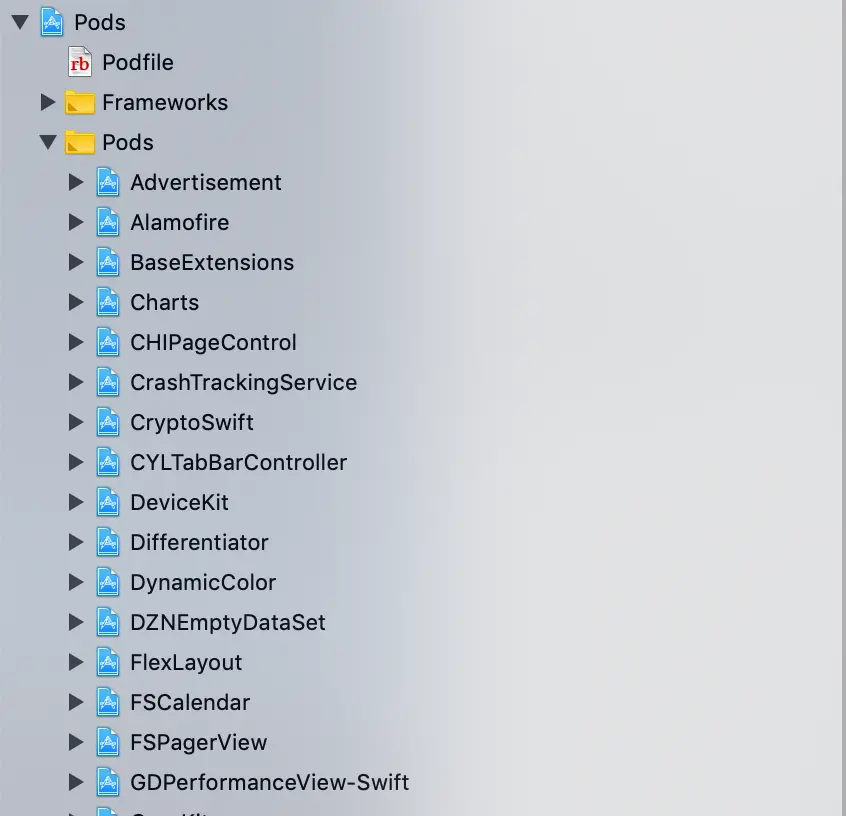 Pods
rb Podfile
Frameworks
Pods
Advertisement
Alamofire
BaseExtensions
Charts
CHIPageControl
CrashTrackingService
CryptoSwift
CYLTabBarController
DeviceKit
Differentiator
DynamicColor
DZNEmptyDataSet
FlexLayout
FSCalendar
FSPagerView
GDPerformanceView-Swift